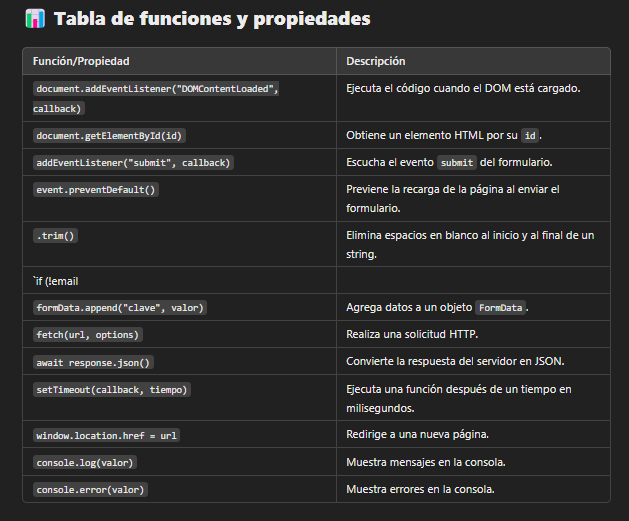 Tabla de funciones y propiedades
Función/Propiedad
Descripción
document.addEventListener("DOMContentLoaded",
callback)
Ejecuta el código cuando el DOM está cargado.
document.getElementById(id)
Obtiene un elemento HTML por su id.
addEventListener("submit", callback)
Escucha el evento submit del formulario.
event.preventDefault()
Previene la recarga de la página al enviar el
formulario.
.trim()
Elimina espacios en blanco al inicio y al final de un
string.
`if (!email
formData.append("clave", valor)
Agrega datos a un objeto FormData.
fetch(url, options)
Realiza una solicitud HTTP.
await response.json()
Convierte la respuesta del servidor en JSON.
setTimeout(callback, tiempo)
Ejecuta una función después de un tiempo en
milisegundos.
window.location.href = url
Redirige a una nueva página.
console.log(valor)
Muestra mensajes en la consola.
console.error(valor)
Muestra errores en la consola.